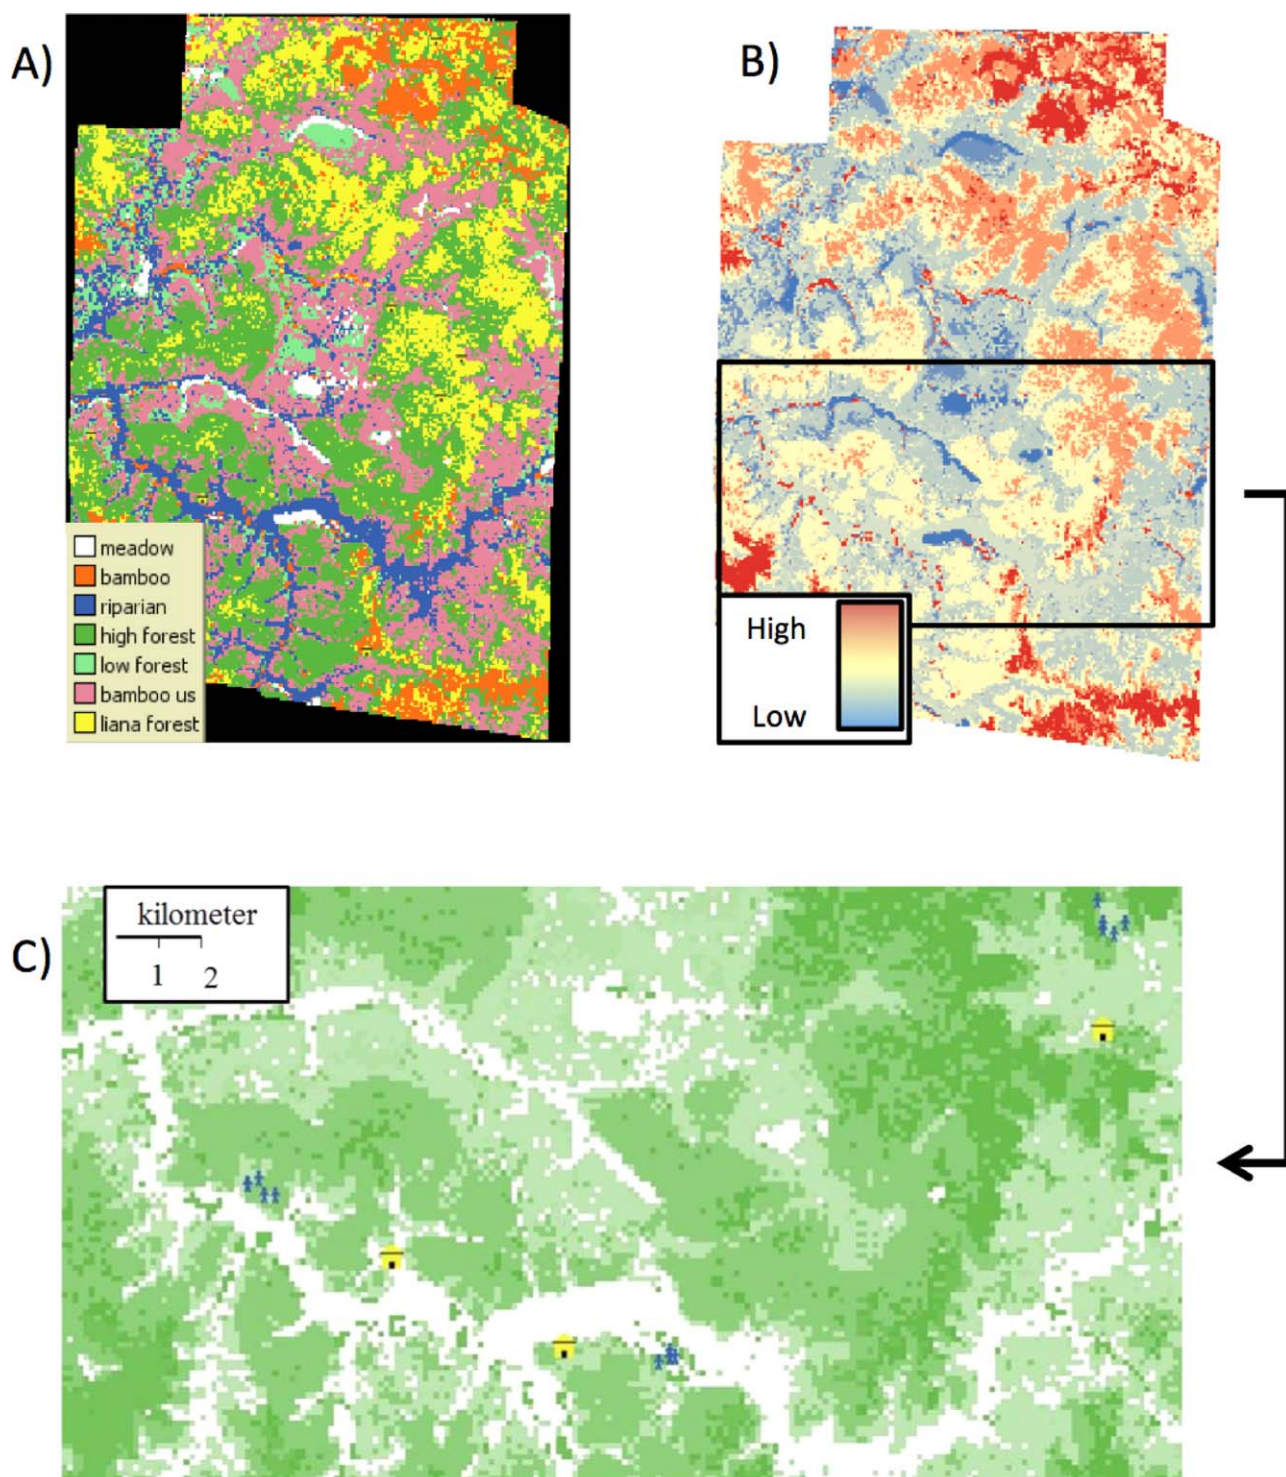 A)
meadow
bamboo
riparian
high forest
low forest
bamboo us
liana forest
B)
High
Low
C)
kilometer
1 2